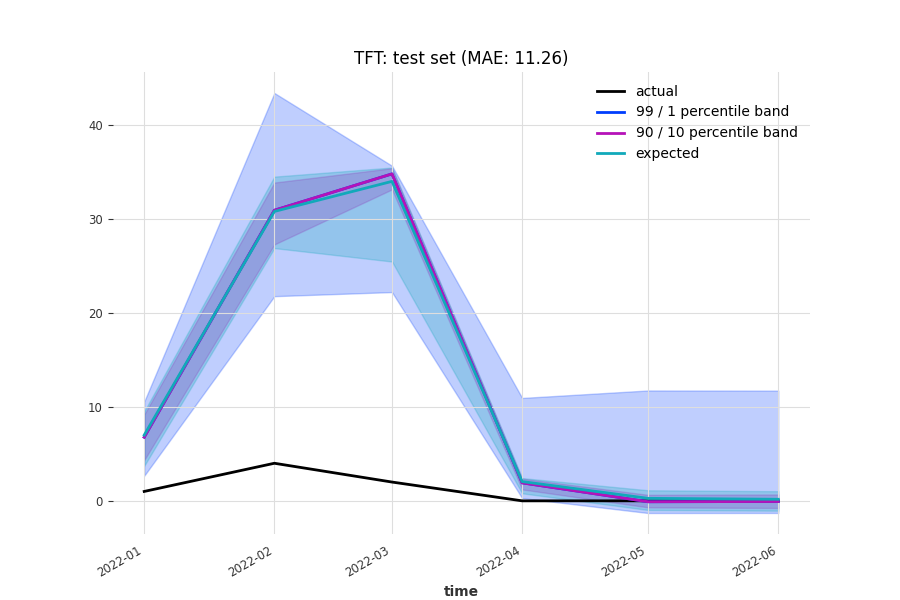 TFT: test set (MAE: 11.26)
actual
99 / 1 percentile band
90 / 10 percentile band
expected
40
30
20
10
0
2022-01
2022-02
2022-03
2022-04
2022-05
2022-06
time